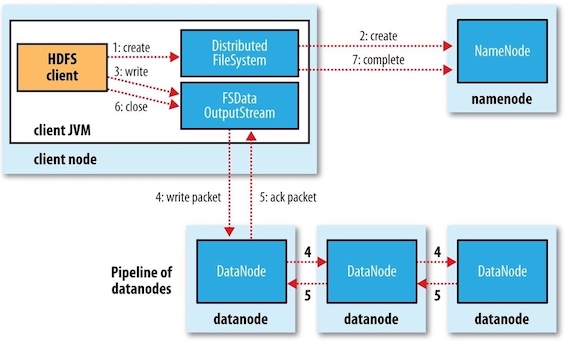 HDFS
client
1: create
3: write
6: close
Distributed
FileSystem
FSData
OutputStream
client JVM
client node
2: create
7: complete
NameNode
namenode
4: write packet
5: ack packet
Pipeline of
datanodes
DataNode
datanode
4
5
DataNode
datanode
4
5
DataNode
datanode